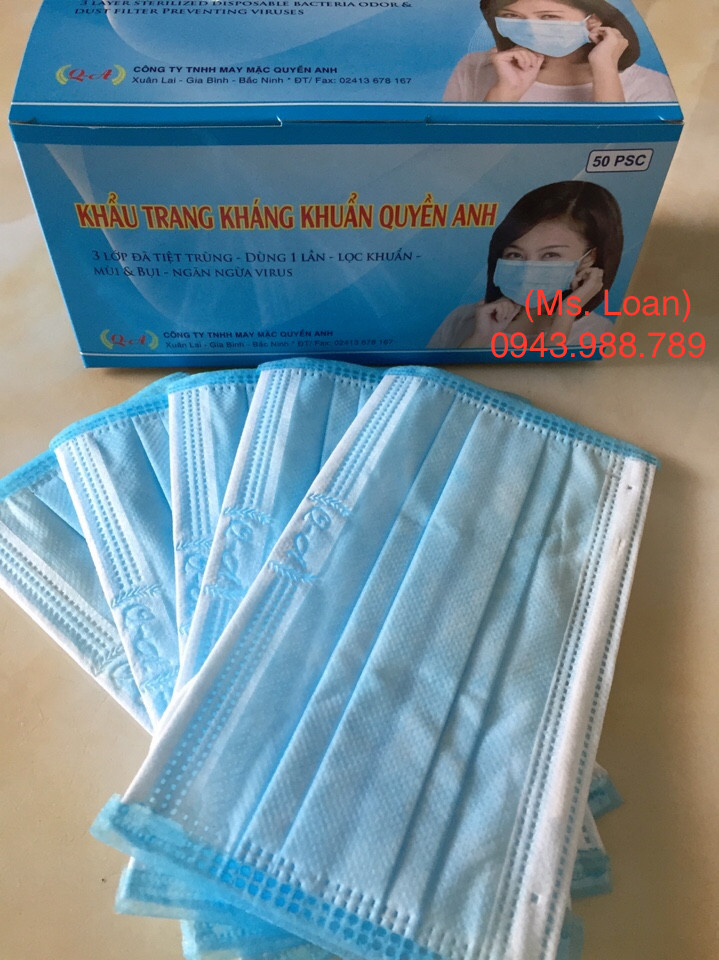 3 LAYER STERILIZED DISPOSABLE BACTERIA ODOR &
DUST FILTER PREVENTING VIRUSES
Q-A
CÔNG TY TNHH MAY MẶC QUYỀN ANH
Xuân Lai - Gia Bình - Bắc Ninh * ĐT/ Fax: 02413 678 167
50 PSC
KHẨU TRANG KHÁNG KHUẨN QUYỀN ANH
3 LỚP ĐÃ TIỆT TRÙNG - DÙNG 1 LẦN - LỌC KHUẨN -
MÙI & BỤI - NGĂN NGỪA VIRUS
(Ms. Loan)
0943.988.789
Q-A
CÔNG TY TNHH MAY MẶC QUYỀN ANH
Xuân Lai - Gia Bình - Bắc Ninh * ĐT/ Fax: 02413 678 167